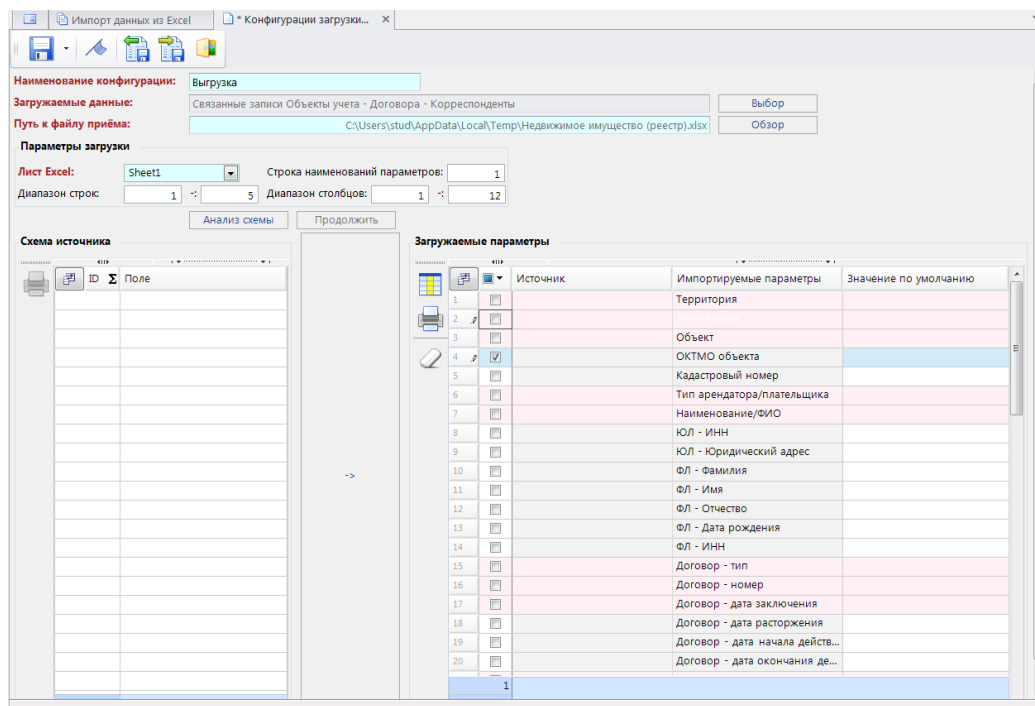 Импорт данных из Excel
* Конфигурации загрузки... ×
Наименование конфигурации: Выгрузка
Загружаемые данные: Связанные записи Объекты учета - Договора - Корреспонденты Выбор
Путь к файлу приёма: C:\Users\stud\AppData\Local\Temp\Недвижимое имущество (реестр).xlsx Обзор
Параметры загрузки
Лист Excel: Sheet1 Строка наименований параметров: 1
Диапазон строк: 1 -: 5 Диапазон столбцов: 1 -: 12
Анализ схемы Продолжить
Схема источника
ID Σ Поле
->
Загружаемые параметры
Источник Импортируемые параметры Значение по умолчанию
1 Территория
2 Тип объекта
3 Объект
4 ОКТМО объекта
5 Кадастровый номер
6 Тип арендатора/плательщика
7 Наименование/ФИО
8 ЮЛ - ИНН
9 ЮЛ - Юридический адрес
10 ФЛ - Фамилия
11 ФЛ - Имя
12 ФЛ - Отчество
13 ФЛ - Дата рождения
14 ФЛ - ИНН
15 Договор - тип
16 Договор - номер
17 Договор - дата заключения
18 Договор - дата расторжения
19 Договор - дата начала действ...
20 Договор - дата окончания де...
1